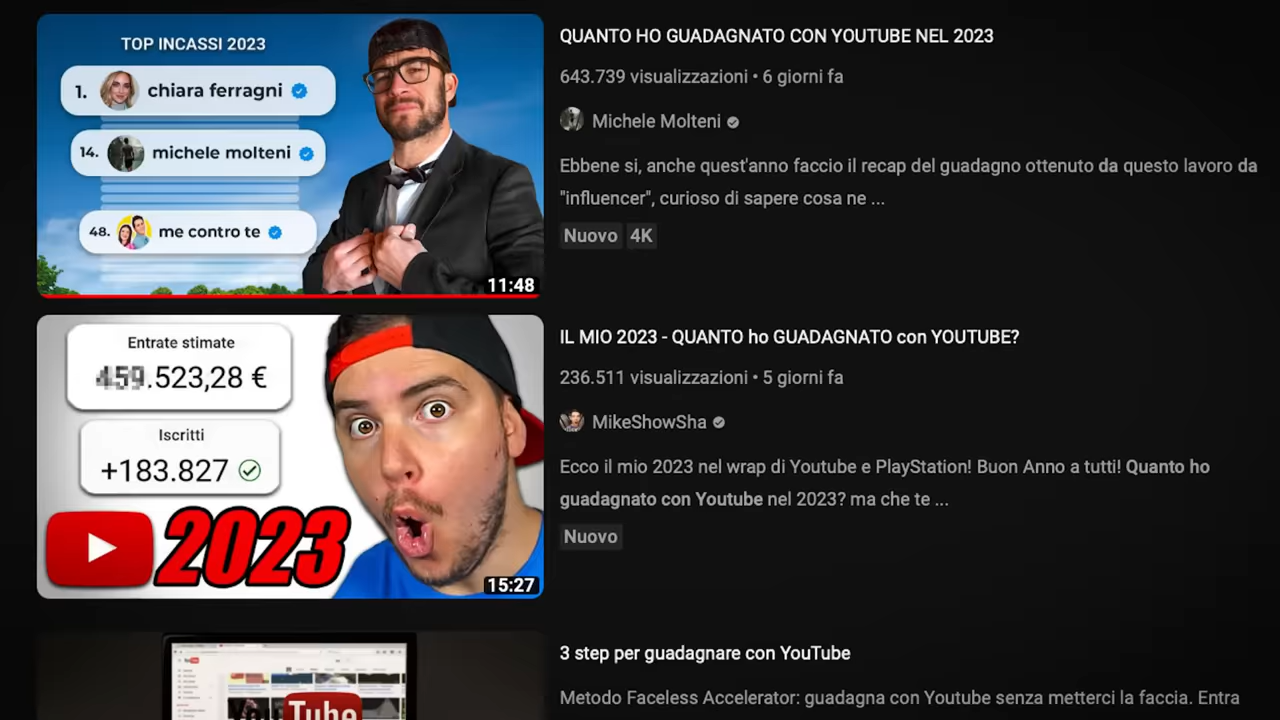 TOP INCASSI 2023
1. chiara ferragni
14. michele molteni
48. me contro te
11:48
QUANTO HO GUADAGNATO CON YOUTUBE NEL 2023
643.739 visualizzazioni • 6 giorni fa
Michele Molteni
Ebbene si, anche quest'anno faccio il recap del guadagno ottenuto da questo lavoro da
"influencer", curioso di sapere cosa ne ...
Nuovo 4K
Entrate stimate
459.523,28 €
Iscritti
+183.827
2023
15:27
IL MIO 2023 - QUANTO ho GUADAGNATO con YOUTUBE?
236.511 visualizzazioni • 5 giorni fa
MikeShowSha
Ecco il mio 2023 nel wrap di Youtube e PlayStation! Buon Anno a tutti! Quanto ho
guadagnato con Youtube nel 2023? ma che te ...
Nuovo
Tube
3 step per guadagnare con YouTube
Metodo Faceless Accelerator: guadagna con Youtube senza metterci la faccia. Entra